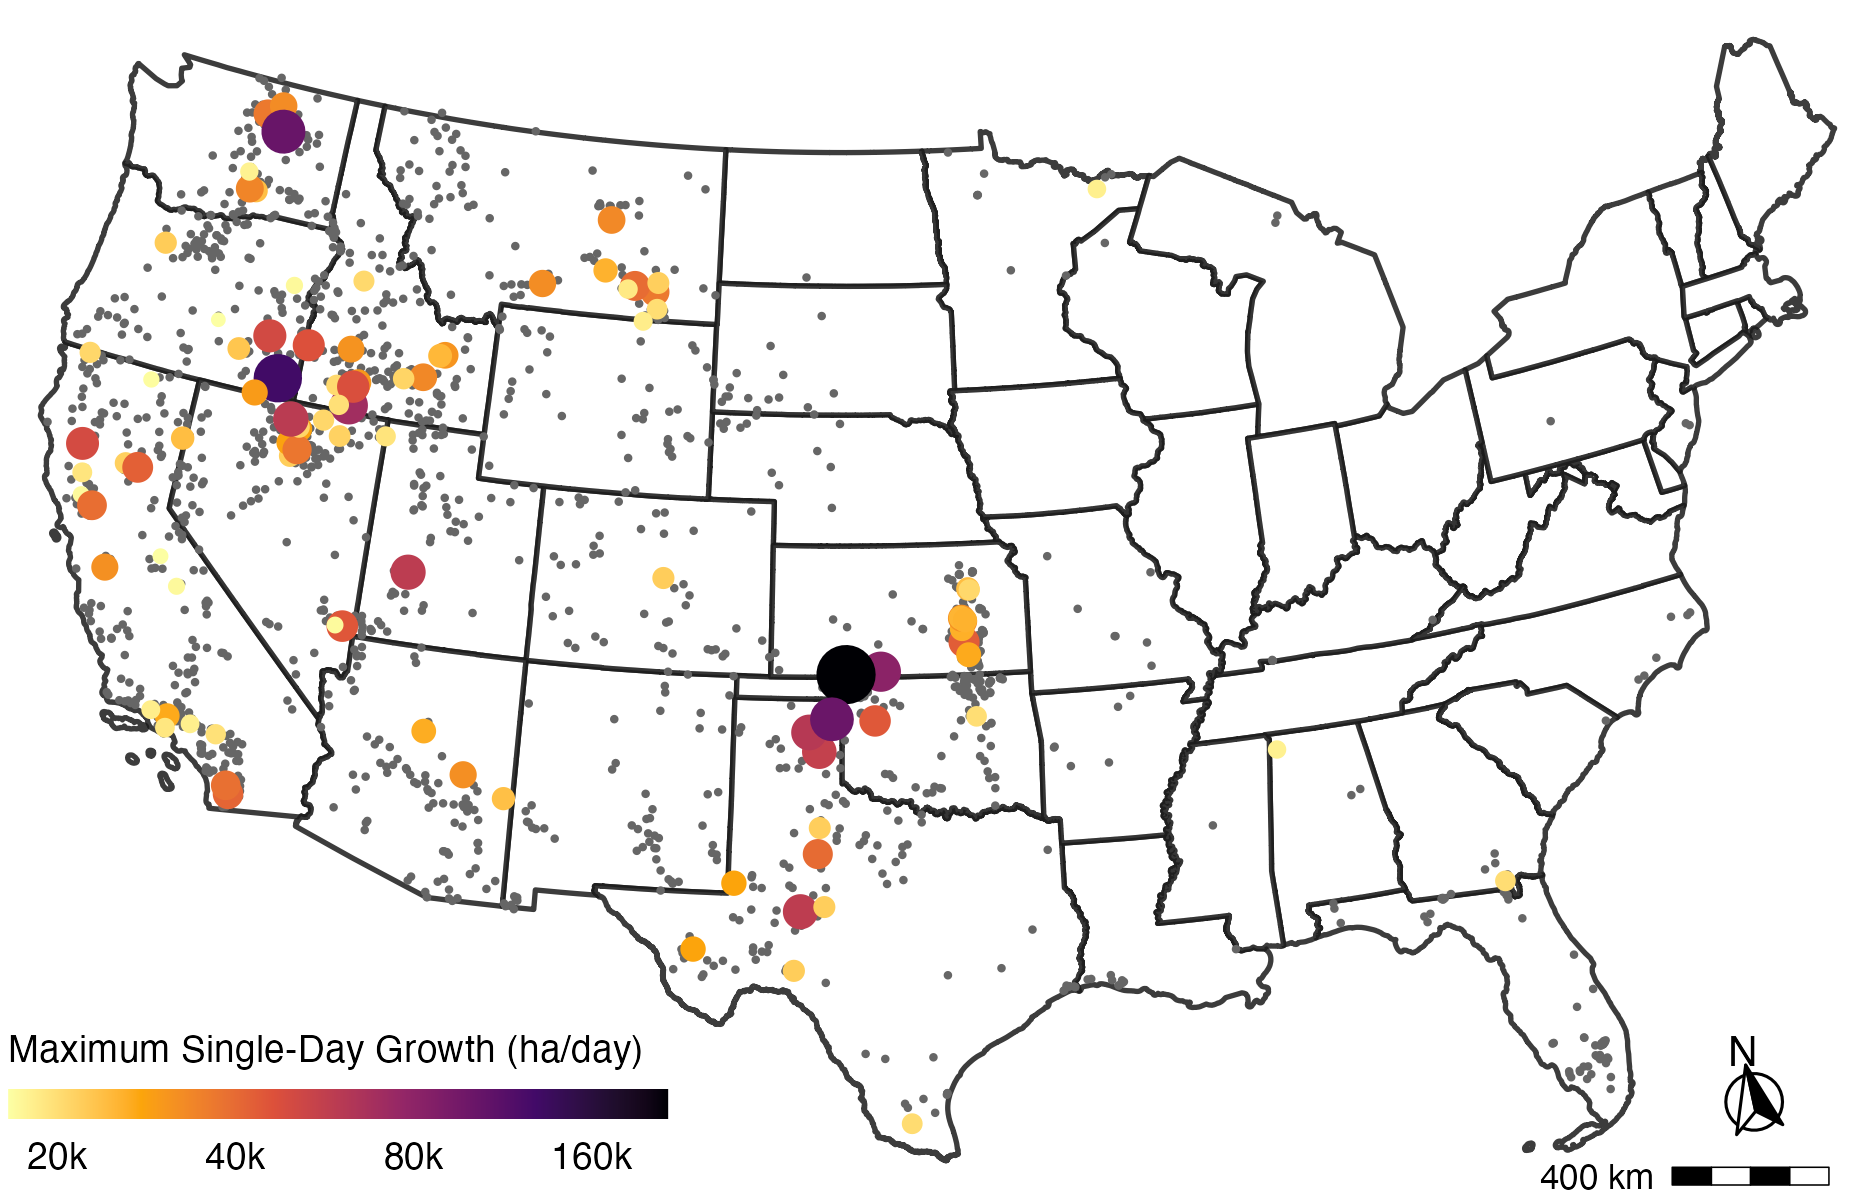 Maximum Single-Day Growth (ha/day)
20k 40k 80k 160k
N
400 km